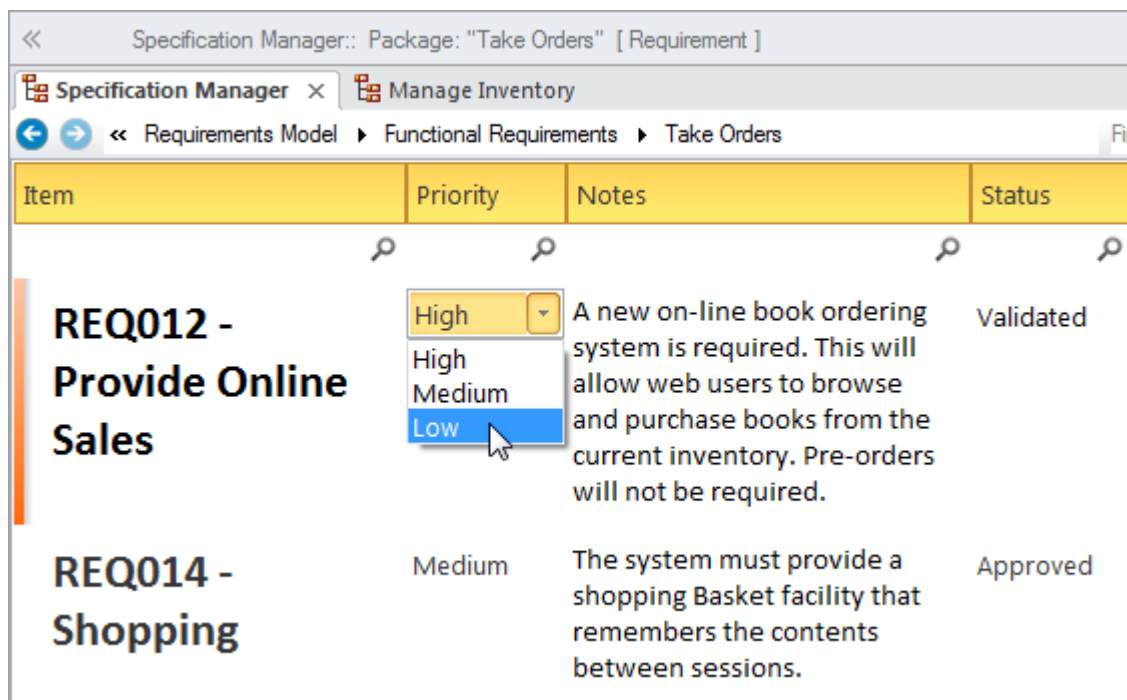 Specification Manager:: Package: "Take Orders" [ Requirement ]
Specification Manager Manage Inventory
Requirements Model Functional Requirements Take Orders
Item Priority Notes Status
REQ012 -
Provide Online
Sales
High
High
Medium
Low
A new on-line book ordering
system is required. This will
allow web users to browse
and purchase books from the
current inventory. Pre-orders
will not be required.
Validated
REQ014 -
Shopping
Medium
The system must provide a
shopping Basket facility that
remembers the contents
between sessions.
Approved